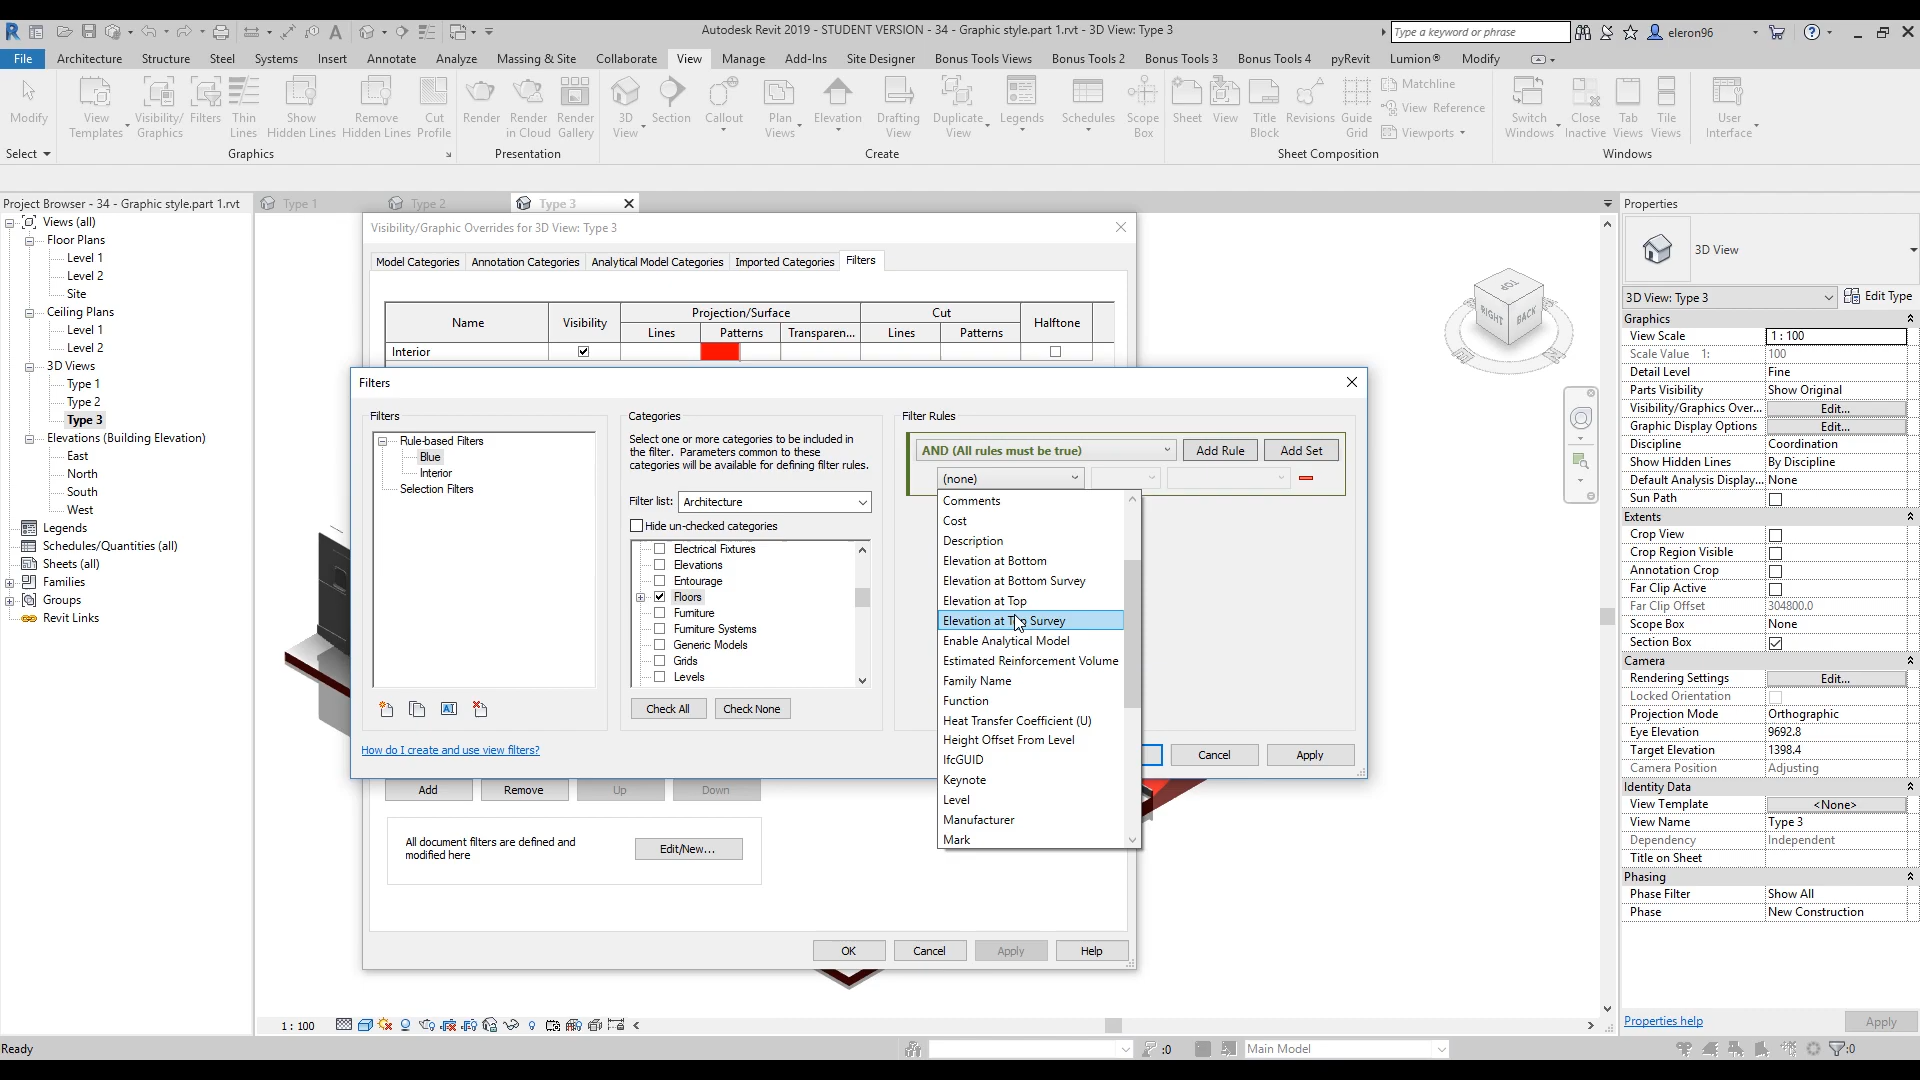 Autodesk Revit 2019 - STUDENT VERSION - 34 - Graphic style.part 1.rvt - 3D View: Type 3
Type a keyword or phrase
eleron96
File Architecture Structure Steel Systems Insert Annotate Analyze Massing & Site Collaborate View Manage Add-Ins Site Designer Bonus Tools Views Bonus Tools 2 Bonus Tools 3 Bonus Tools 4 pyRevit Lumion® Modify
Modify
View Templates
Visibility/ Graphics
Filters
Thin Lines
Show Hidden Lines
Remove Hidden Lines
Cut Profile
Render
Render in Cloud
Render Gallery
3D View
Section
Callout
Plan Views
Elevation
Drafting View
Duplicate View
Legends
Schedules
Scope Box
Sheet
View
Title Block
Revisions
Guide Grid
Matchline
View Reference
Viewports
Switch Windows
Close Inactive
Tab Views
Tile Views
User Interface
Select
Graphics
Presentation
Create
Sheet Composition
Windows
Project Browser - 34 - Graphic style.part 1.rvt
Views (all)
Floor Plans
Level 1
Level 2
Site
Ceiling Plans
Level 1
Level 2
3D Views
Type 1
Type 2
Type 3
Elevations (Building Elevation)
East
North
South
West
Legends
Schedules/Quantities (all)
Sheets (all)
Families
Groups
Revit Links
Type 1
Type 2
Type 3
Visibility/Graphic Overrides for 3D View: Type 3
Model Categories Annotation Categories Analytical Model Categories Imported Categories Filters
Name Visibility Projection/Surface Cut Halftone
Lines Patterns Transparen... Lines Patterns
Interior
Filters
Filters
Rule-based Filters
Blue
Interior
Selection Filters
How do I create and use view filters?
Categories
Select one or more categories to be included in
the filter. Parameters common to these
categories will be available for defining filter rules.
Filter list: Architecture
Hide un-checked categories
Electrical Fixtures
Elevations
Entourage
Floors
Furniture
Furniture Systems
Generic Models
Grids
Levels
Check All Check None
Filter Rules
AND (All rules must be true) Add Rule Add Set
(none)
Comments
Cost
Description
Elevation at Bottom
Elevation at Bottom Survey
Elevation at Top
Elevation at Top Survey
Enable Analytical Model
Estimated Reinforcement Volume
Family Name
Function
Heat Transfer Coefficient (U)
Height Offset From Level
IfcGUID
Keynote
Level
Manufacturer
Mark
Cancel Apply
Add Remove Up Down
All document filters are defined and
modified here
Edit/New...
OK Cancel Apply Help
TOP
RIGHT
BACK
Properties
3D View
3D View: Type 3 Edit Type
Graphics
View Scale 1 : 100
Scale Value 1: 100
Detail Level Fine
Parts Visibility Show Original
Visibility/Graphics Over... Edit...
Graphic Display Options Edit...
Discipline Coordination
Show Hidden Lines By Discipline
Default Analysis Display... None
Sun Path
Extents
Crop View
Crop Region Visible
Annotation Crop
Far Clip Active
Far Clip Offset 304800.0
Scope Box None
Section Box
Camera
Rendering Settings Edit...
Locked Orientation
Projection Mode Orthographic
Eye Elevation 9692.8
Target Elevation 1398.4
Camera Position Adjusting
Identity Data
View Template <None>
View Name Type 3
Dependency Independent
Title on Sheet
Phasing
Phase Filter Show All
Phase New Construction
Properties help Apply
1 : 100
Ready
:0
Main Model
:0